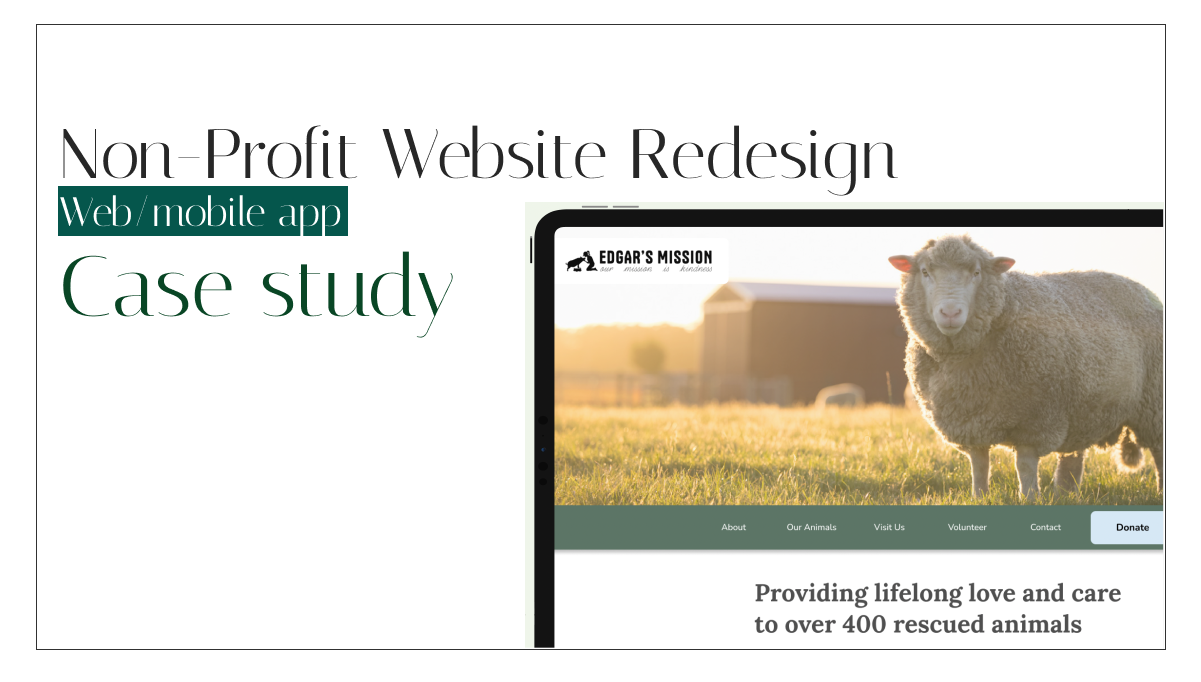 Non-Profit Website Redesign
Web/mobile app
Case study
EDGAR'S MISSION
our mission is kindness
About Our Animals Visit Us Volunteer Contact Donate
Providing lifelong love and care
to over 400 rescued animals